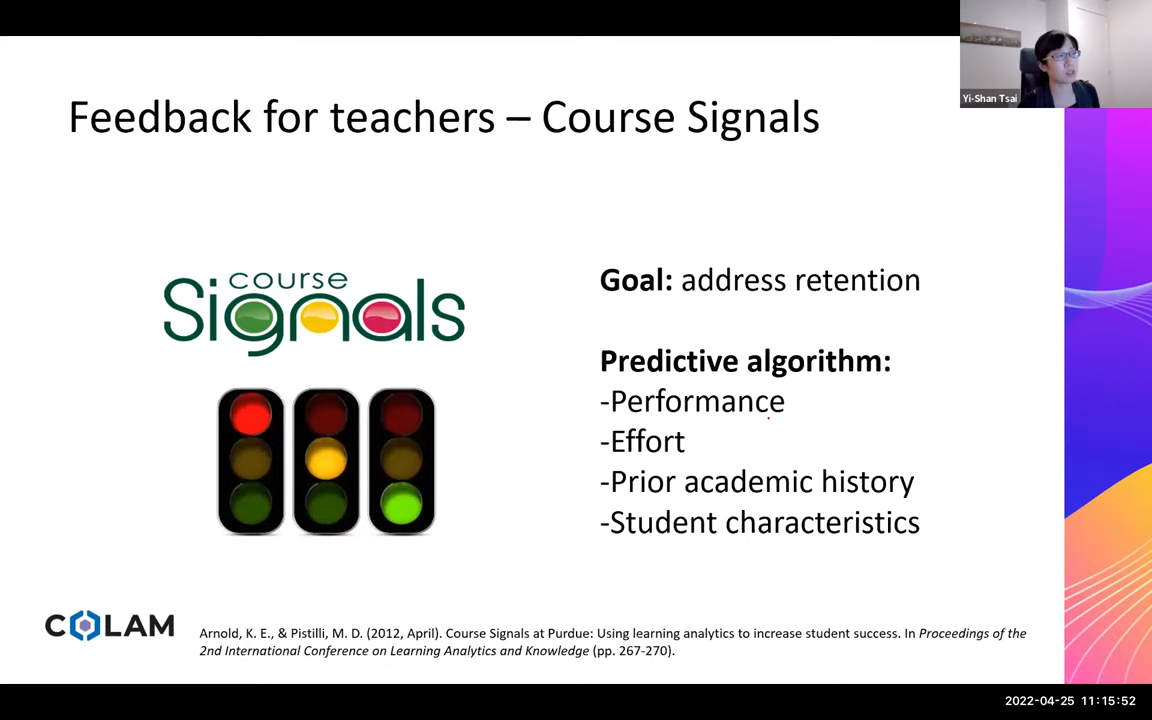 Yi-Shan Tsai
Feedback for teachers – Course Signals
course
Signals
Goal: address retention
Predictive algorithm:
-Performance
-Effort
-Prior academic history
-Student characteristics
COLAM
Arnold, K. E., & Pistilli, M. D. (2012, April). Course Signals at Purdue: Using learning analytics to increase student success. In Proceedings of the
2nd International Conference on Learning Analytics and Knowledge (pp. 267-270).
2022-04-25 11:15:52